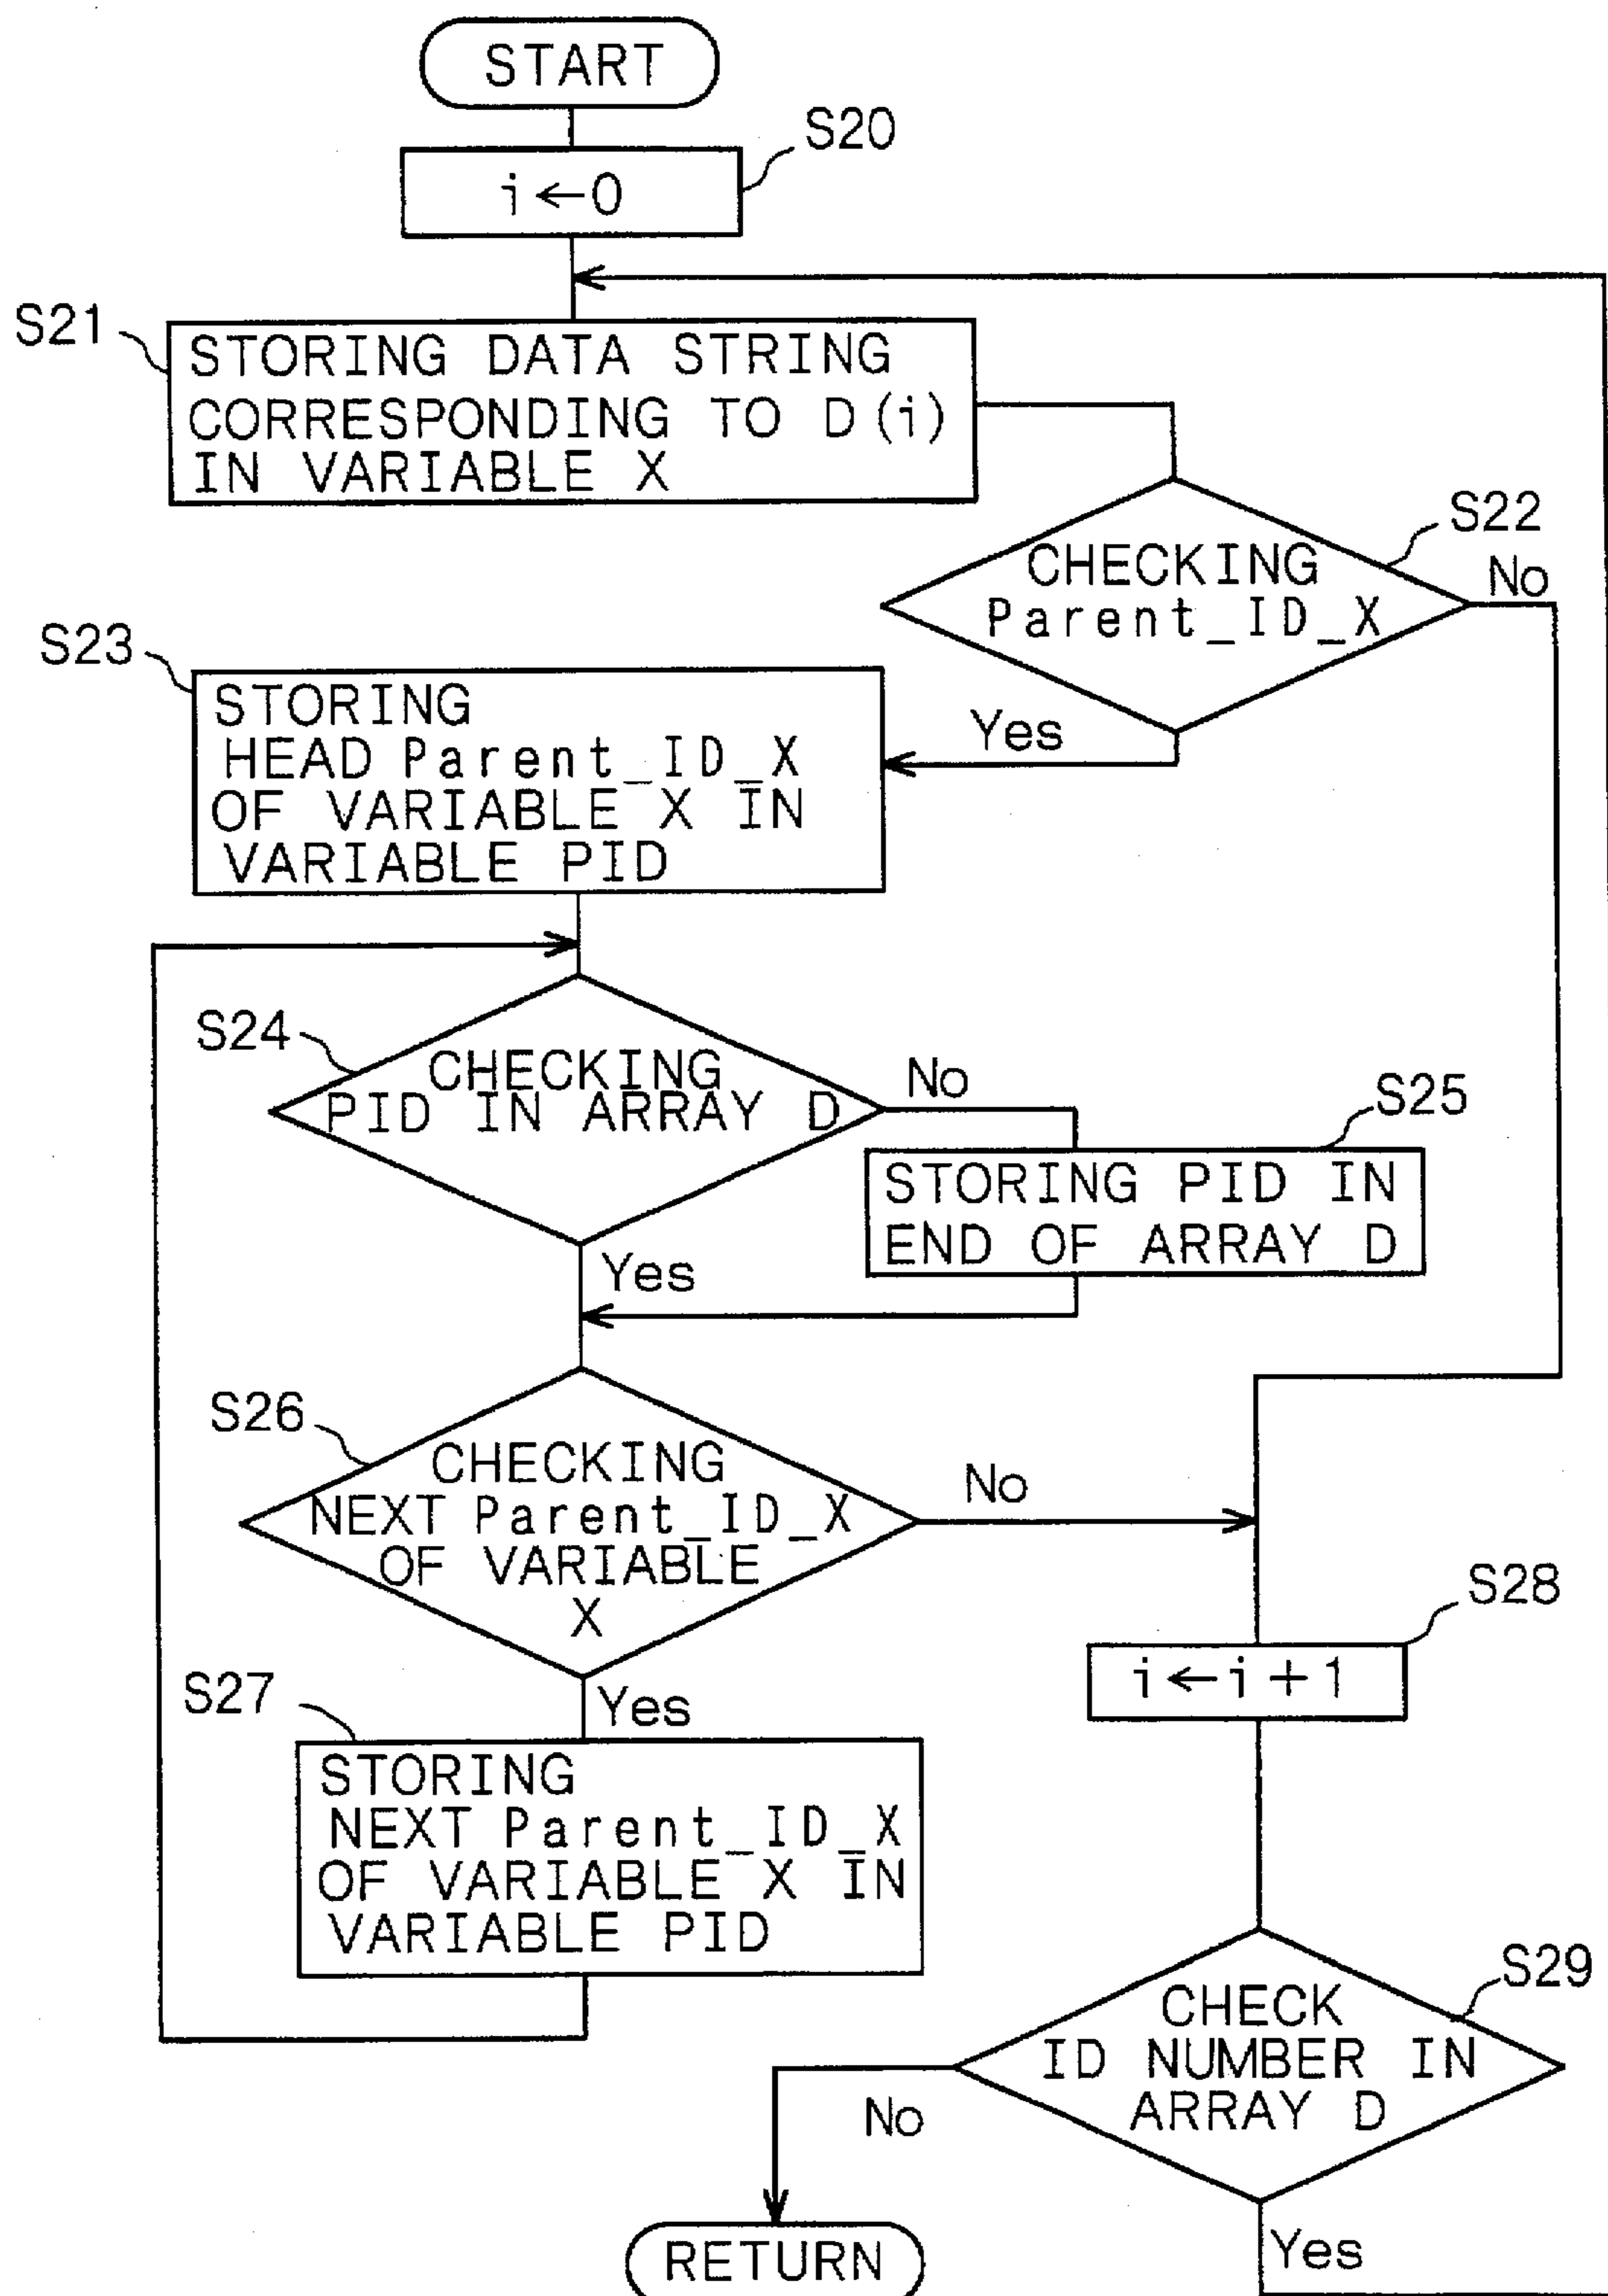 START
S20
i←0
S21
STORING DATA STRING
CORRESPONDING TO D(i)
IN VARIABLE X
S22
CHECKING
Parent_ID_X
No
S23
STORING
HEAD Parent_ID_X
OF VARIABLE X IN
VARIABLE PID
Yes
S24
CHECKING
PID IN ARRAY D
No
S25
STORING PID IN
END OF ARRAY D
Yes
S26
CHECKING
NEXT Parent_ID_X
OF VARIABLE
X
No
S28
i←i+1
S27
Yes
STORING
NEXT Parent_ID_X
OF VARIABLE X IN
VARIABLE PID
S29
CHECK
ID NUMBER IN
ARRAY D
No
RETURN
Yes